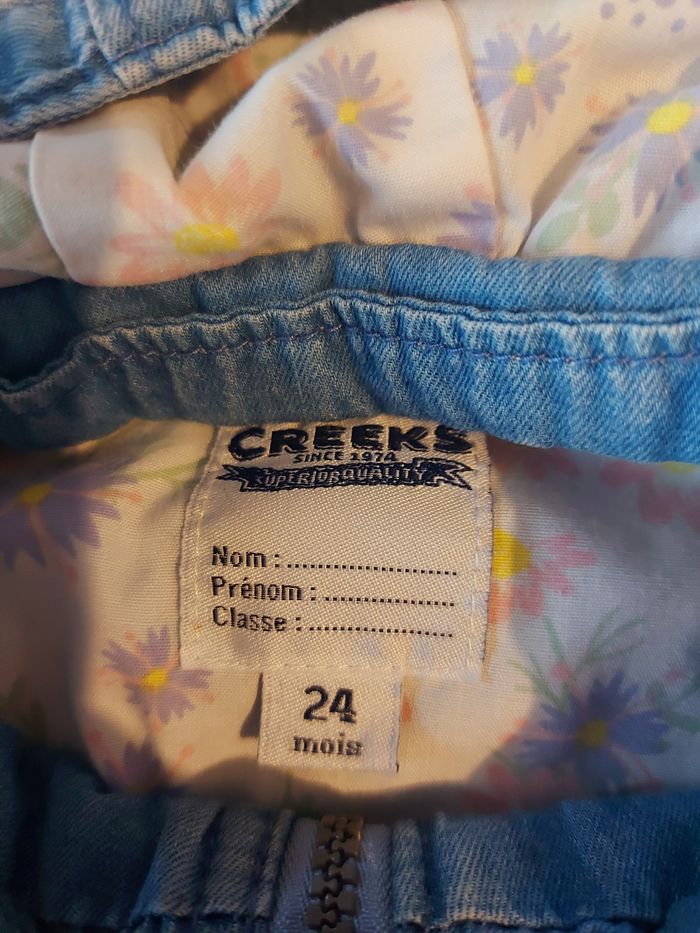 CREEKS
SINCE 1974
SUPERIOR QUALITY
Nom :......................
Prénom :.................
Classe :...................
24
mois